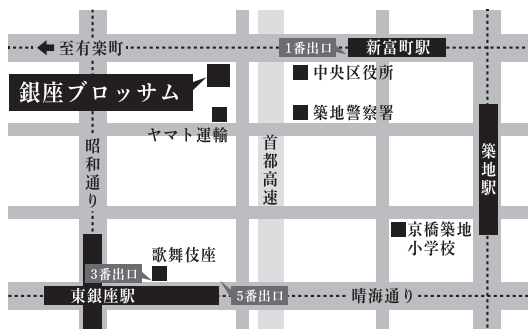 至有楽町
1番出口
新富町駅
中央区役所
銀座ブロッサム
築地警察署
ヤマト運輸
首都高速
昭和通り
築地駅
京橋築地
小学校
歌舞伎座
3番出口
東銀座駅
5番出口
晴海通り